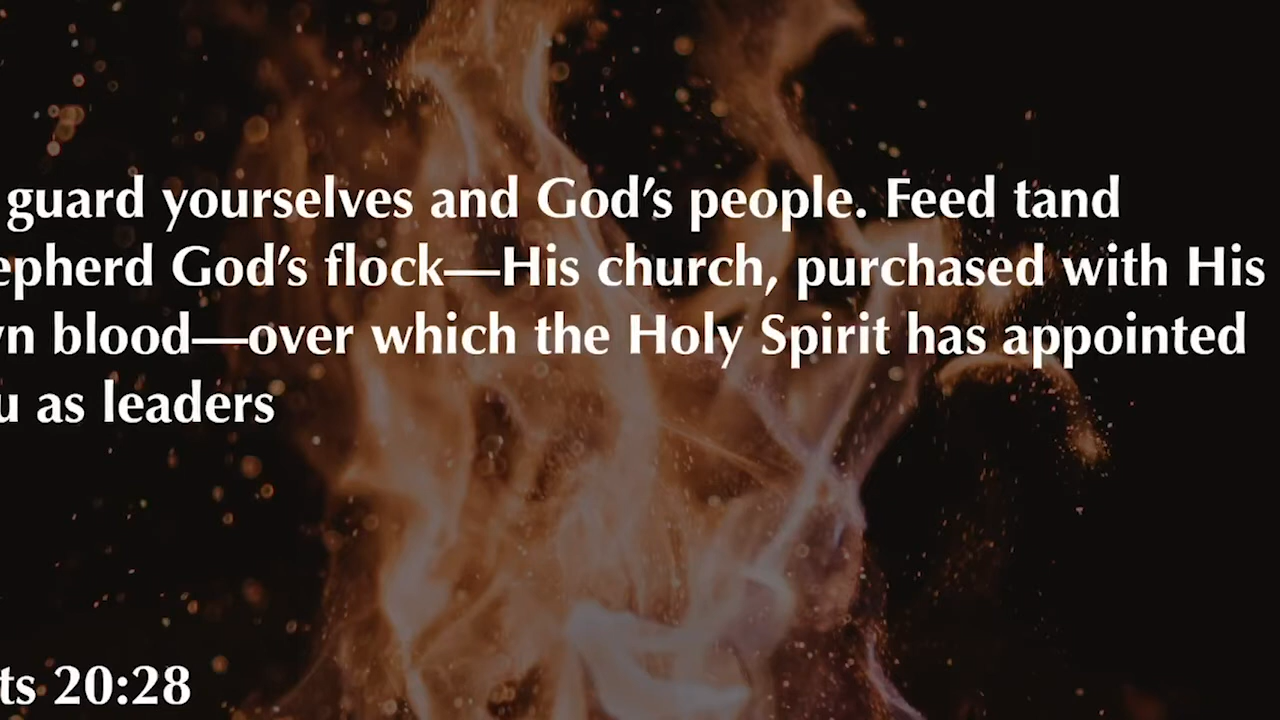 guard yourselves and God’s people. Feed tand
epherd God’s flock—His church, purchased with His
n blood—over which the Holy Spirit has appointed
u as leaders
ts 20:28